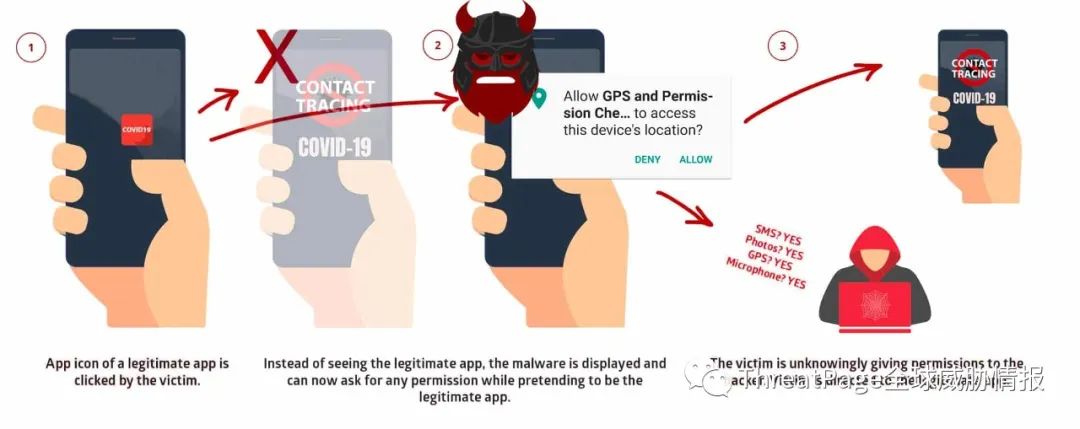 1
COVID19
X
CONTACT
TRACING
COVID-19
2
Allow GPS and Permis-
sion Che... to access
this device's location?
DENY ALLOW
3
CONTACT
TRACING
COVID-19
SMS? YES
Photos? YES
GPS? YES
Microphone? YES
App icon of a legitimate app is
clicked by the victim.
Instead of seeing the legitimate app, the malware is displayed and
can now ask for any permission while pretending to be the
legitimate app.
The victim is unknowingly giving permissions to the
ThreatPage全球威胁情报